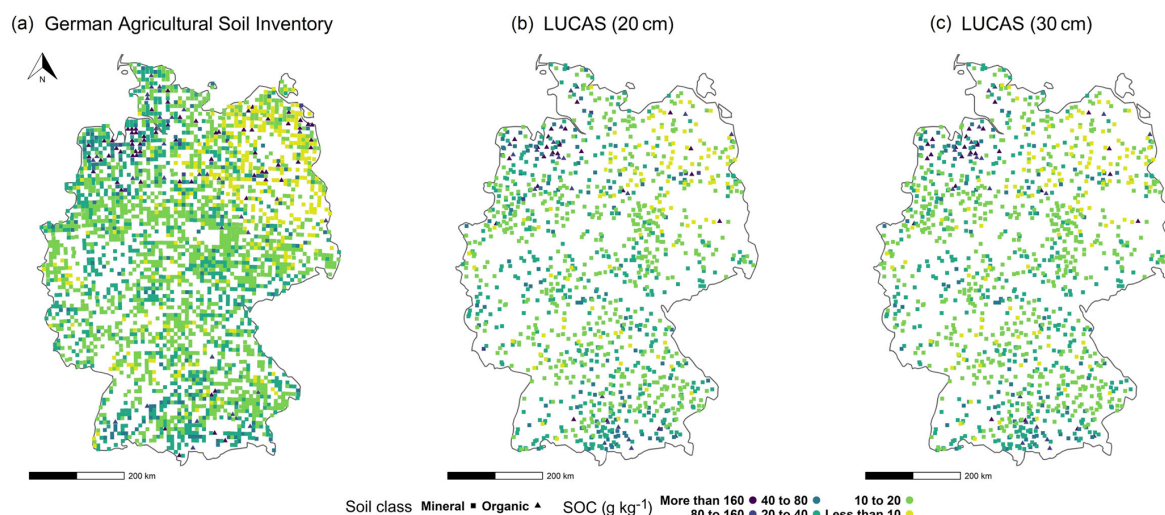 (a) German Agricultural Soil Inventory
(b) LUCAS (20 cm)
(c) LUCAS (30 cm)
N
200 km
200 km
200 km
Soil class Mineral Organic SOC (g kg⁻¹) More than 160 40 to 80 10 to 20
80 to 160 20 to 40 Less than 10